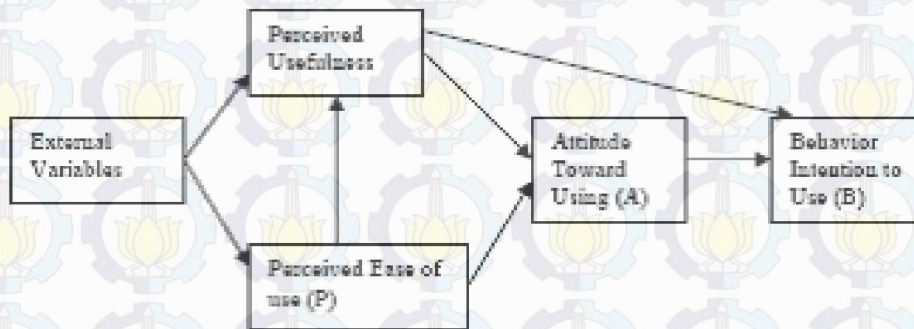 Perceived
Usefulness
External
Variables
Attitude
Toward
Using (A)
Behavior
Intention to
Use (B)
Perceived Ease of
use (P)